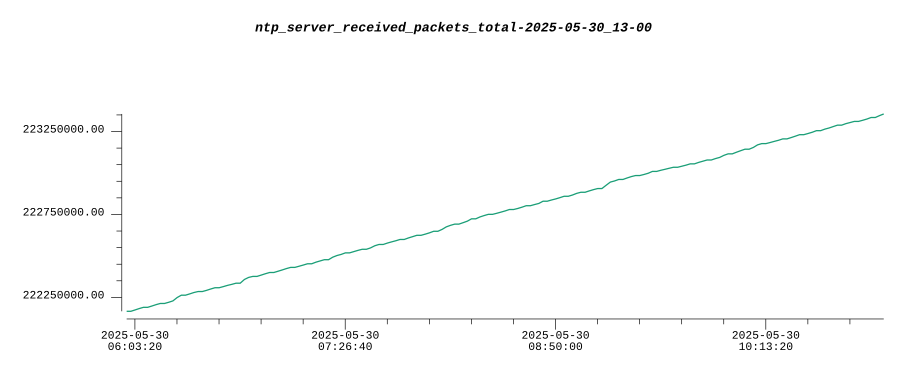 ntp_server_received_packets_total-2025-05-30_13-00
223250000.00
222750000.00
222250000.00
2025-05-30 2025-05-30 2025-05-30 2025-05-30
06:03:20 07:26:40 08:50:00 10:13:20